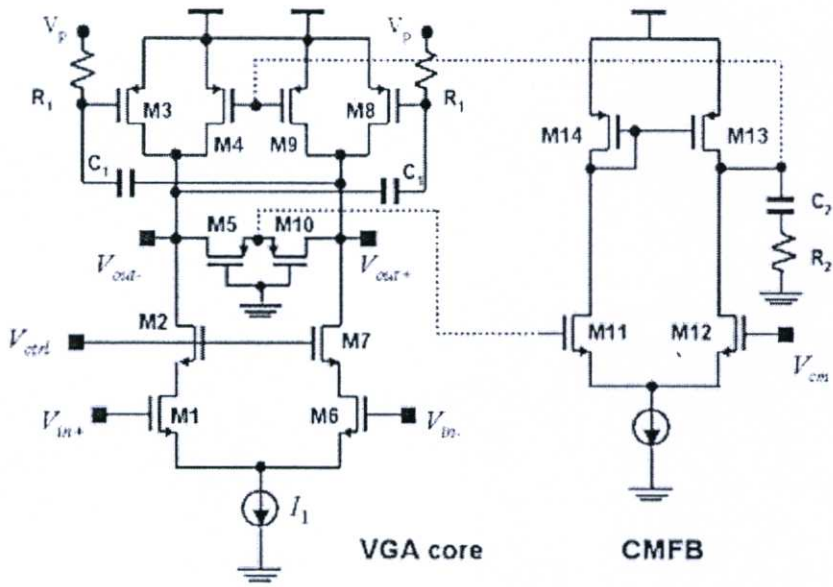 Vp
Vp
R1
M3
M4
M9
M8
R1
M14
M13
C1
C1
C2
R2
M5
M10
Vout-
Vout+
M2
M7
Vctrl
M11
M12
Vcm
Vin+
M1
M6
Vin-
I1
VGA core
CMFB